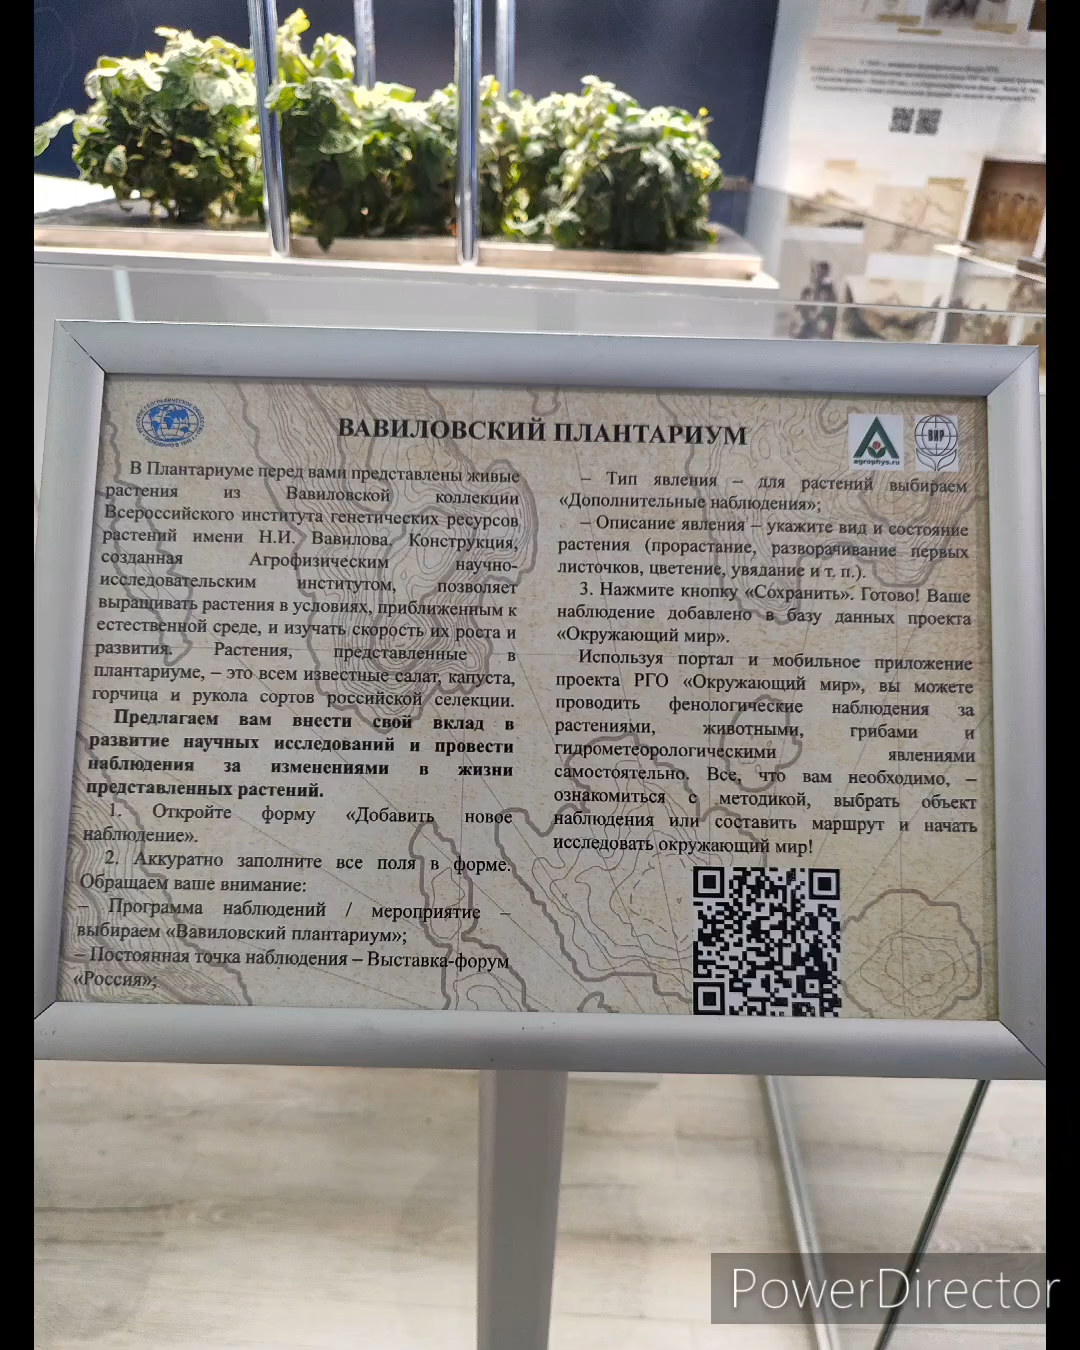 ВАВИЛОВСКИЙ ПЛАНТАРИУМ
agrophys.ru
ВИР
В Плантариуме перед вами представлены живые
растения из Вавиловской коллекции
Всероссийского института генетических ресурсов
растений имени Н.И. Вавилова. Конструкция,
созданная Агрофизическим научно-
исследовательским институтом, позволяет
выращивать растения в условиях, приближенным к
естественной среде, и изучать скорость их роста и
развития. Растения, представленные в
плантариуме, – это всем известные салат, капуста,
горчица и рукола сортов российской селекции.
Предлагаем вам внести свой вклад в
развитие научных исследований и провести
наблюдения за изменениями в жизни
представленных растений.
1. Откройте форму «Добавить новое
наблюдение».
2. Аккуратно заполните все поля в форме.
Обращаем ваше внимание:
– Программа наблюдений / мероприятие –
выбираем «Вавиловский плантариум»;
– Постоянная точка наблюдения – Выставка-форум
«Россия»;
– Тип явления – для растений выбираем
«Дополнительные наблюдения»;
– Описание явления – укажите вид и состояние
растения (прорастание, разворачивание первых
листочков, цветение, увядание и т. п.).
3. Нажмите кнопку «Сохранить». Готово! Ваше
наблюдение добавлено в базу данных проекта
«Окружающий мир».
Используя портал и мобильное приложение
проекта РГО «Окружающий мир», вы можете
проводить фенологические наблюдения за
растениями, животными, грибами и
гидрометеорологическими явлениями
самостоятельно. Все, что вам необходимо, –
ознакомиться с методикой, выбрать объект
наблюдения или составить маршрут и начать
исследовать окружающий мир!
PowerDirector